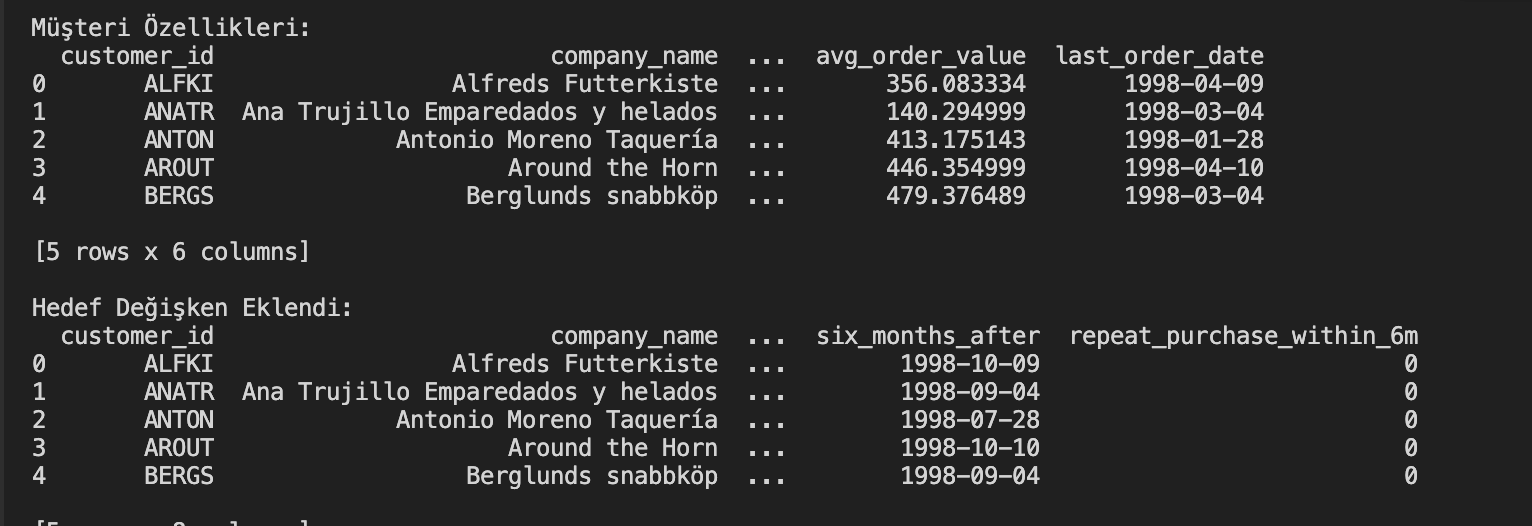 Müşteri Özellikleri:
customer_id company_name ... avg_order_value last_order_date
0 ALFKI Alfreds Futterkiste ... 356.083334 1998-04-09
1 ANATR Ana Trujillo Emparedados y helados ... 140.294999 1998-03-04
2 ANTON Antonio Moreno Taquería ... 413.175143 1998-01-28
3 AROUT Around the Horn ... 446.354999 1998-04-10
4 BERGS Berglunds snabbköp ... 479.376489 1998-03-04
[5 rows x 6 columns]
Hedef Değişken Eklendi:
customer_id company_name ... six_months_after repeat_purchase_within_6m
0 ALFKI Alfreds Futterkiste ... 1998-10-09 0
1 ANATR Ana Trujillo Emparedados y helados ... 1998-09-04 0
2 ANTON Antonio Moreno Taquería ... 1998-07-28 0
3 AROUT Around the Horn ... 1998-10-10 0
4 BERGS Berglunds snabbköp ... 1998-09-04 0